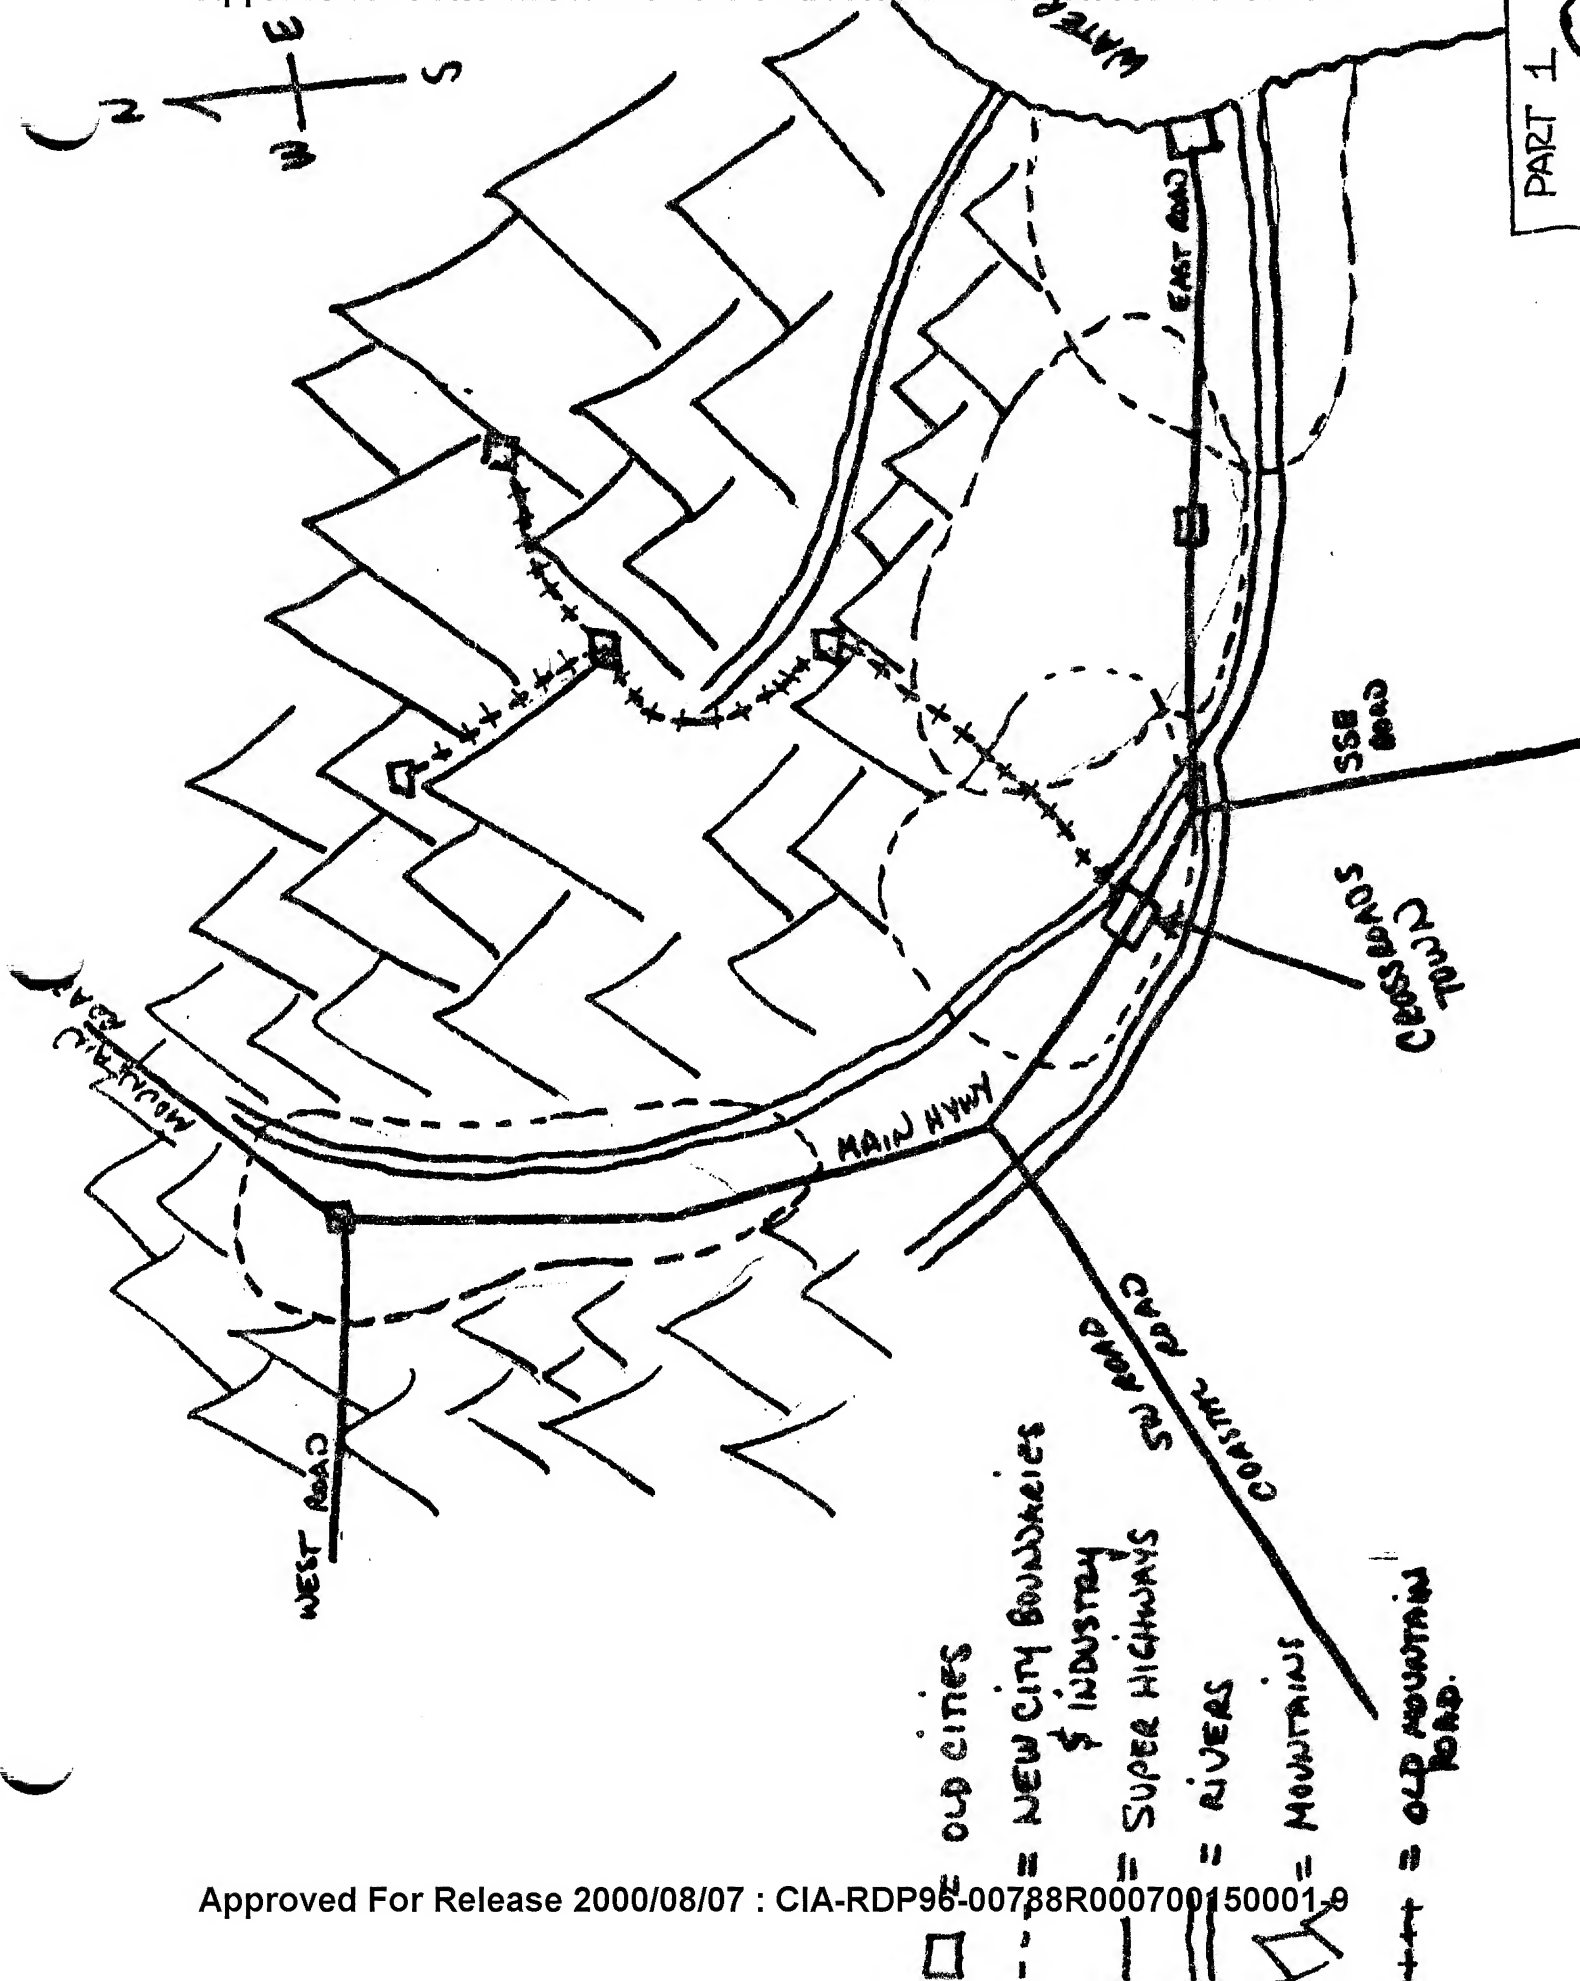 N
E
S
W
WATER
PART 1
EAST ROAD
MOUNTAIN ROAD
MAIN HYWY
SSE
ROAD
CROSSROADS
TOWN
WEST ROAD
SW ROAD
COASTAL ROAD
= OLD CITIES
= NEW CITY BOUNDARIES
& INDUSTRY
= SUPER HIGHWAYS
= RIVERS
= MOUNTAINS
= OLD MOUNTAIN
ROAD.
Approved For Release 2000/08/07 : CIA-RDP96-00788R000700150001-9